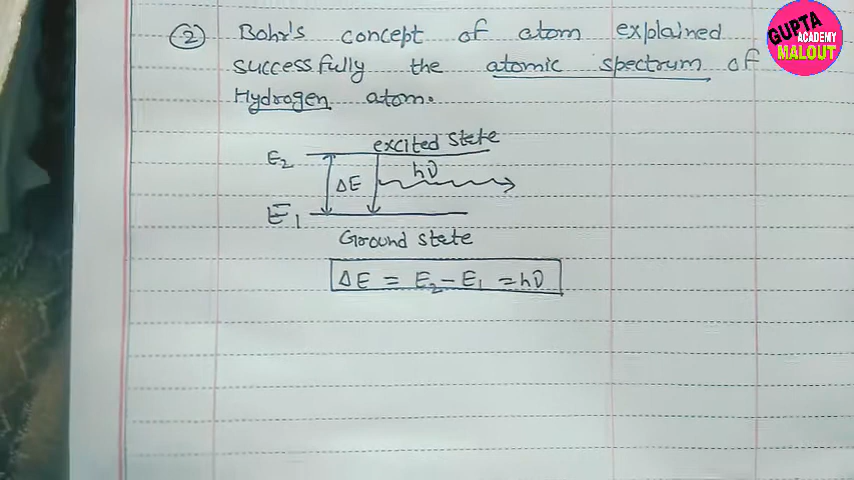 GUPTA
ACADEMY
MALOUT
② Bohr's concept of atom explained
successfully the atomic spectrum of
Hydrogen atom.
excited state
E₂
hν
ΔE
E₁
Ground state
ΔE = E₂ - E₁ = hν